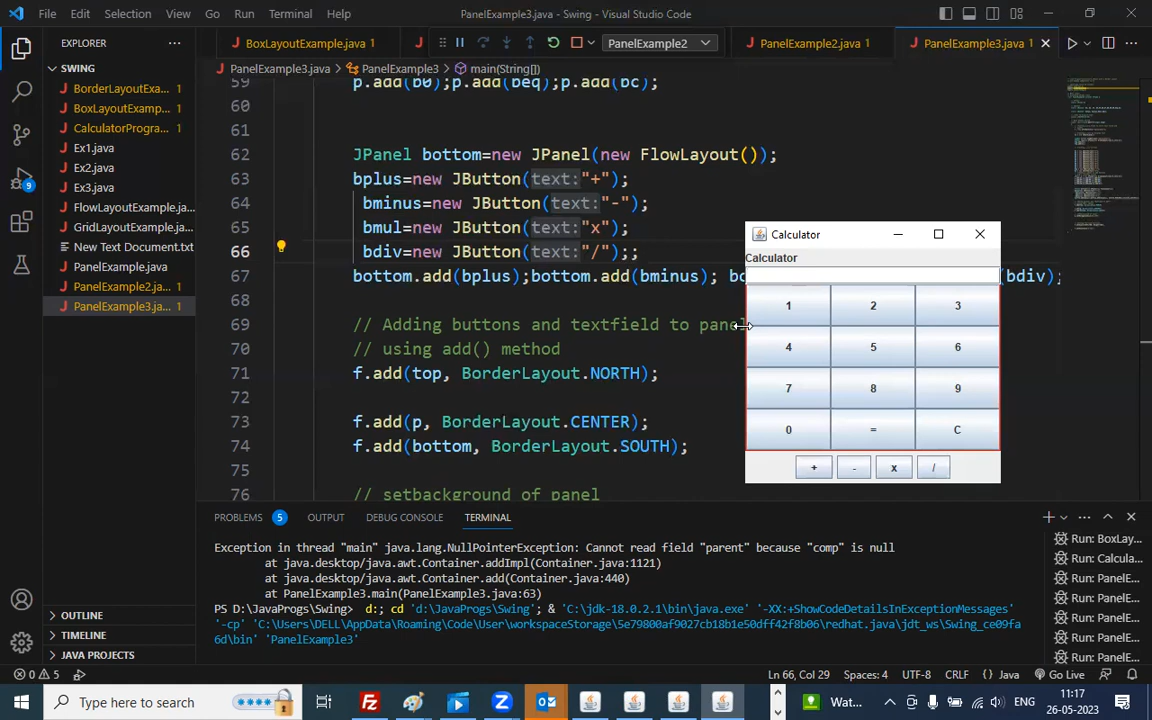 File Edit Selection View Go Run Terminal Help
PanelExample3.java - Swing - Visual Studio Code
EXPLORER
BoxLayoutExample.java 1
PanelExample2
PanelExample2.java 1
PanelExample3.java 1
SWING
BorderLayoutExa... 1
BoxLayoutExamp... 1
CalculatorProgra... 1
Ex1.java
Ex2.java
Ex3.java
FlowLayoutExample.ja...
GridLayoutExample.ja...
New Text Document.txt
PanelExample.java
PanelExample2.ja... 1
PanelExample3.ja... 1
OUTLINE
TIMELINE
JAVA PROJECTS
9
PanelExample3.java > PanelExample3 > main(String[])
59 p.add(b0);p.add(beq);p.add(bc);
60
61
62 JPanel bottom=new JPanel(new FlowLayout());
63 bplus=new JButton(text:"+");
64 bminus=new JButton(text:"-");
65 bmul=new JButton(text:"x");
66 bdiv=new JButton(text:"/");;
67 bottom.add(bplus);bottom.add(bminus); (bdiv);
68
69 // Adding buttons and textfield to panel
70 // using add() method
71 f.add(top, BorderLayout.NORTH);
72
73 f.add(p, BorderLayout.CENTER);
74 f.add(bottom, BorderLayout.SOUTH);
75
76 // setbackground of panel
Calculator
Calculator
1 2 3
4 5 6
7 8 9
0 = C
+ - x /
PROBLEMS 5 OUTPUT DEBUG CONSOLE TERMINAL
Exception in thread "main" java.lang.NullPointerException: Cannot read field "parent" because "comp" is null
at java.desktop/java.awt.Container.addImpl(Container.java:1121)
at java.desktop/java.awt.Container.add(Container.java:440)
at PanelExample3.main(PanelExample3.java:63)
PS D:\JavaProgs\Swing> d:; cd 'd:\JavaProgs\Swing'; & 'C:\jdk-18.0.2.1\bin\java.exe' '-XX:+ShowCodeDetailsInExceptionMessages'
'-cp' 'C:\Users\DELL\AppData\Roaming\Code\User\workspaceStorage\5e79800af9027cb18b1e50dff42f8b06\redhat.java\jdt_ws\Swing_ce09fa
6d\bin' 'PanelExample3'
Run: BoxLay...
Run: Calcula...
Run: PanelE...
Run: PanelE...
Run: PanelE...
Run: PanelE...
0 5
Ln 66, Col 29 Spaces: 4 UTF-8 CRLF {} Java Go Live
Type here to search
Wat...
ENG
11:17
26-05-2023